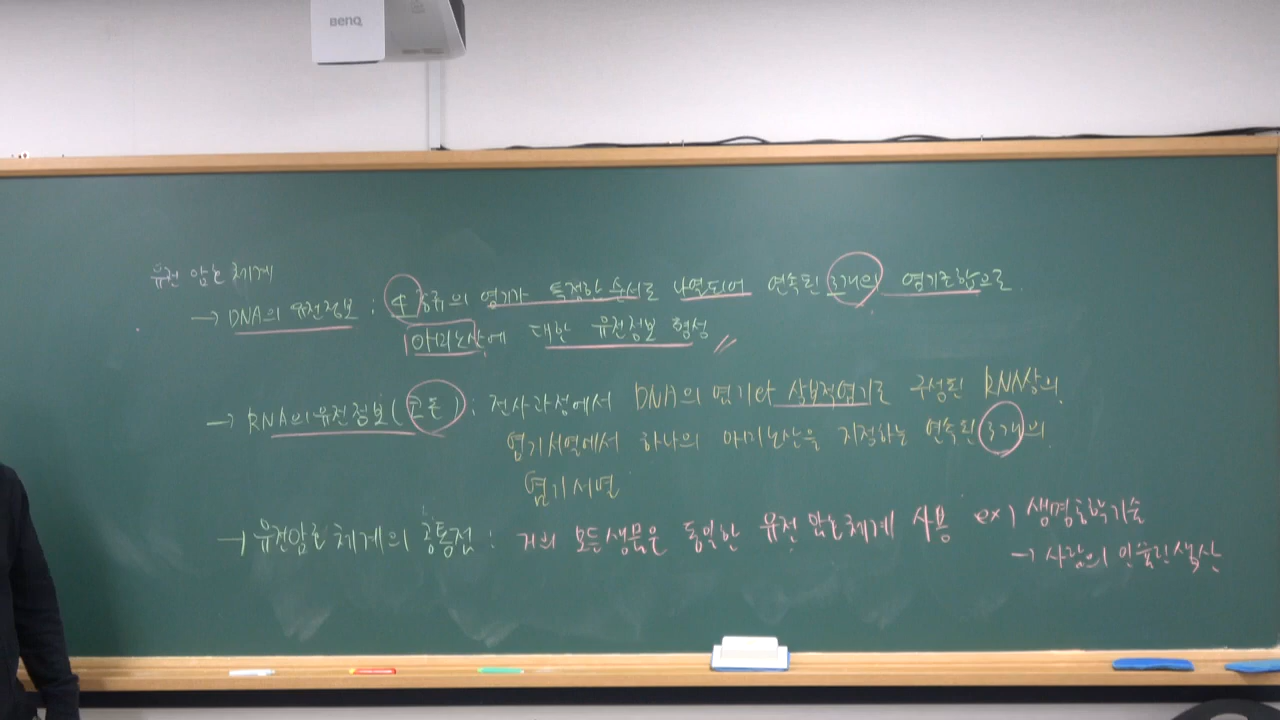 BenQ
유전 암호 체계
→ DNA의 유전정보 : 4종류의 염기가 특정한 순서로 나열되어 연속된 3개의 염기조합으로
아미노산에 대한 유전정보 형성
→ RNA의 유전정보(코돈) : 전사과정에서 DNA의 염기와 상보적염기로 구성된 RNA상의
염기서열에서 하나의 아미노산을 지정하는 연속된 3개의
염기서열
→ 유전암호체계의 공통점 : 거의 모든생물은 동일한 유전 암호체계 사용 ex) 생명공학기술
→ 사람의 인슐린생산